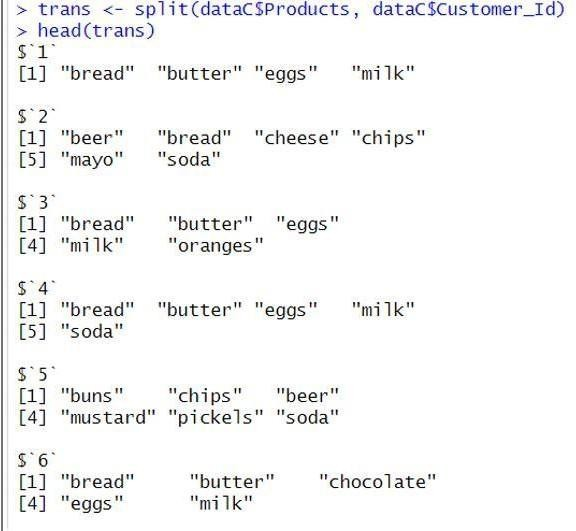 > trans <- split(dataC$Products, dataC$Customer_Id)
> head(trans)
$`1`
[1] "bread"  "butter" "eggs"   "milk"
$`2`
[1] "beer"   "bread"  "cheese" "chips"
[5] "mayo"   "soda"
$`3`
[1] "bread"   "butter"  "eggs"
[4] "milk"    "oranges"
$`4`
[1] "bread"  "butter" "eggs"   "milk"
[5] "soda"
$`5`
[1] "buns"    "chips"   "beer"
[4] "mustard" "pickels" "soda"
$`6`
[1] "bread"     "butter"    "chocolate"
[4] "eggs"      "milk"